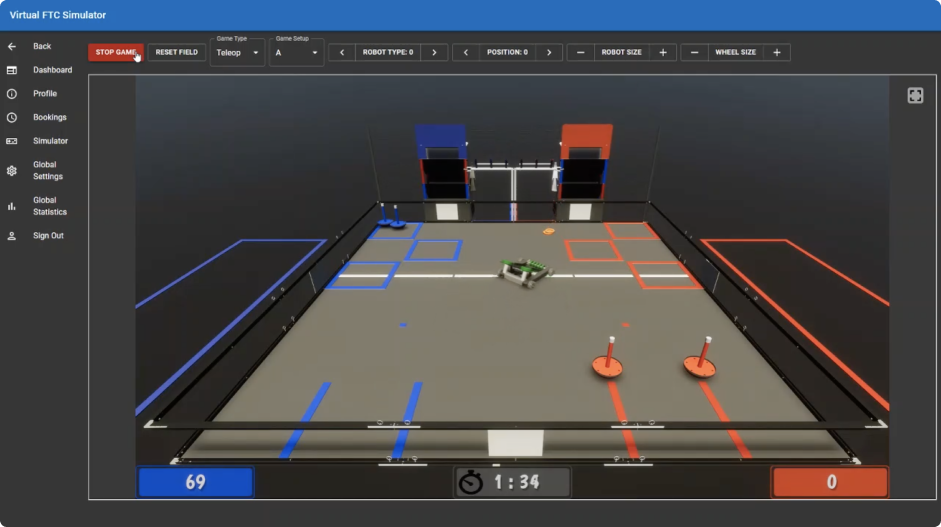 Virtual FTC Simulator
Back
Dashboard
Profile
Bookings
Simulator
Global
Settings
Global
Statistics
Sign Out
STOP GAME
RESET FIELD
Game Type
Teleop
Game Setup
A
ROBOT TYPE: 0
POSITION: 0
ROBOT SIZE
WHEEL SIZE
69
1 : 34
0